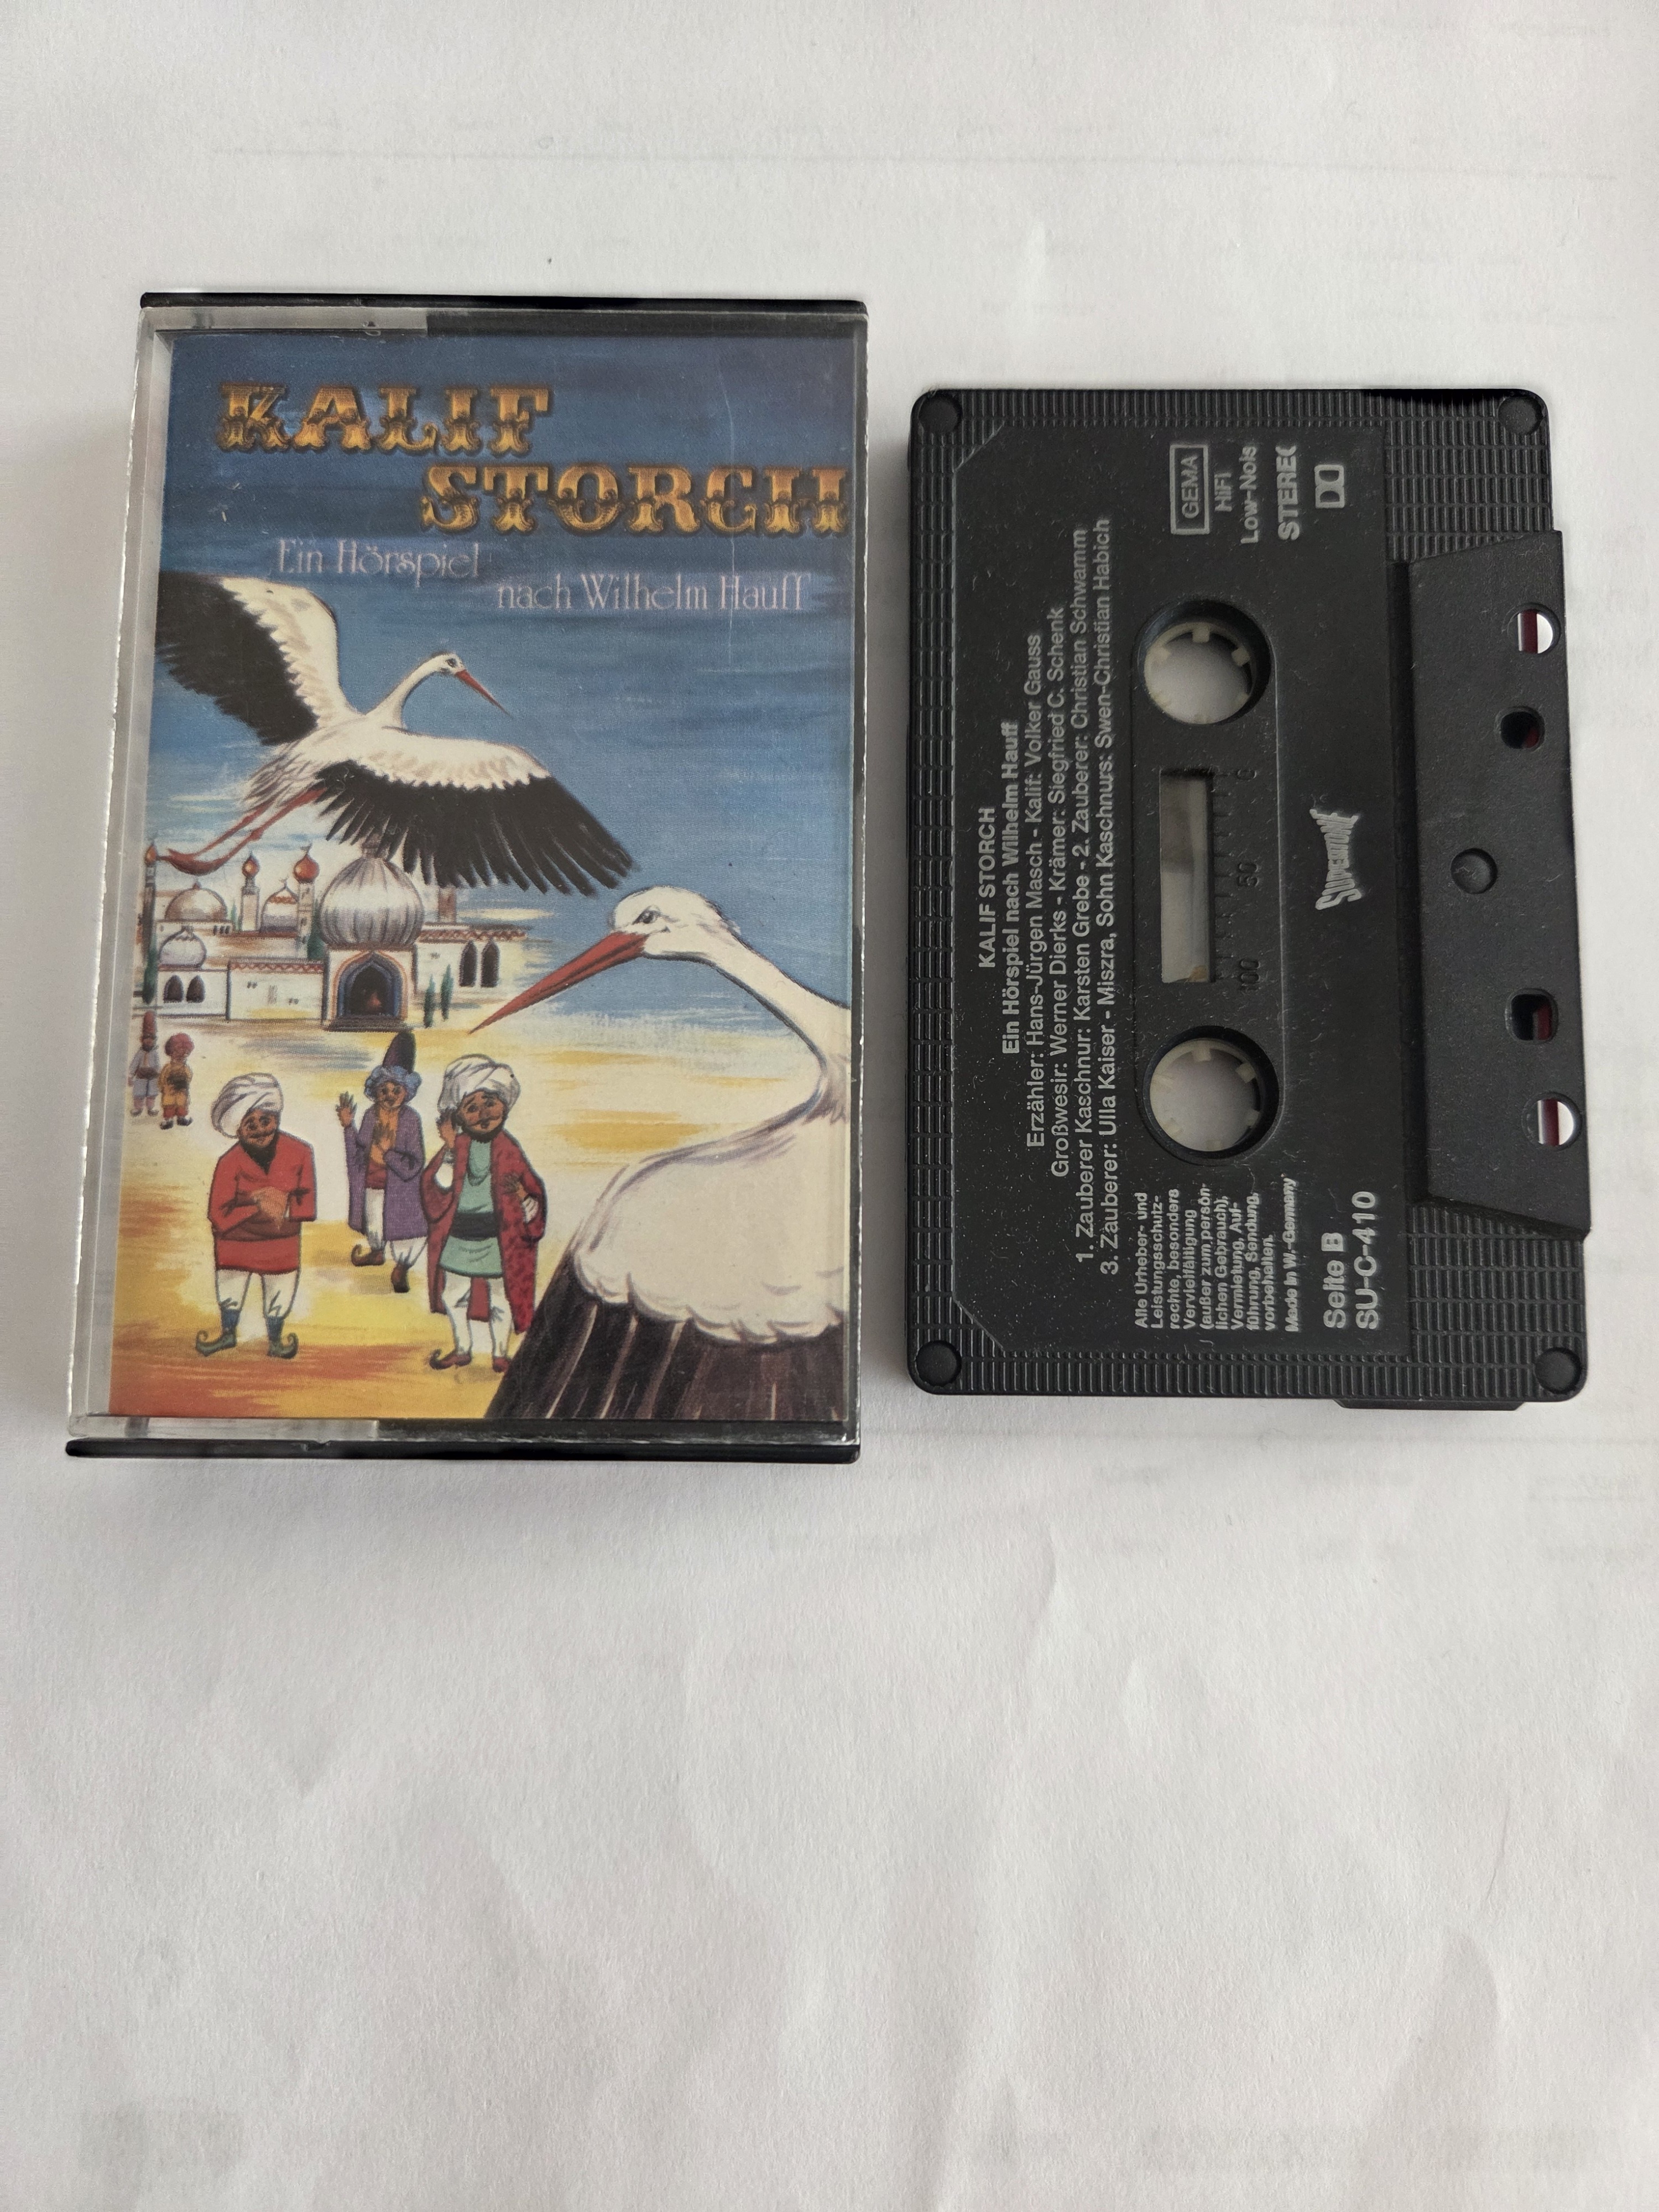 KALIF
STORCH
Ein Hörspiel
nach Wilhelm Hauff
KALIF STORCH
Ein Hörspiel nach Wilhelm Hauff
Erzähler: Hans-Jürgen Masch - Kalif: Volker Gauss
Großwesir: Werner Dierks - Krämer: Siegfried C. Schenk
1. Zauberer Kaschnur: Karsten Grebe - 2. Zauberer: Christian Schwamm
3. Zauberer: Ulla Kaiser - Miszra, Sohn Kaschnurs: Swen-Christian Habich
Alle Urheber- und
Leistungsschutz-
rechte, besonders
Vervielfältigung
(außer zum persön-
lichen Gebrauch),
Vermietung, Auf-
führung, Sendung,
vorbehalten.
Made in W.-Germany
GEMA
HiFi
Low-Nois
STEREO
100 50 0
SUPERTONE
Seite B
SU-C-410